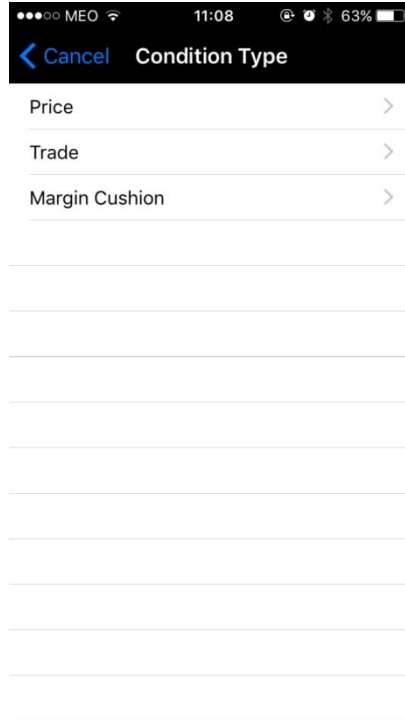 MEO 11:08 63%
Cancel Condition Type
Price
Trade
Margin Cushion